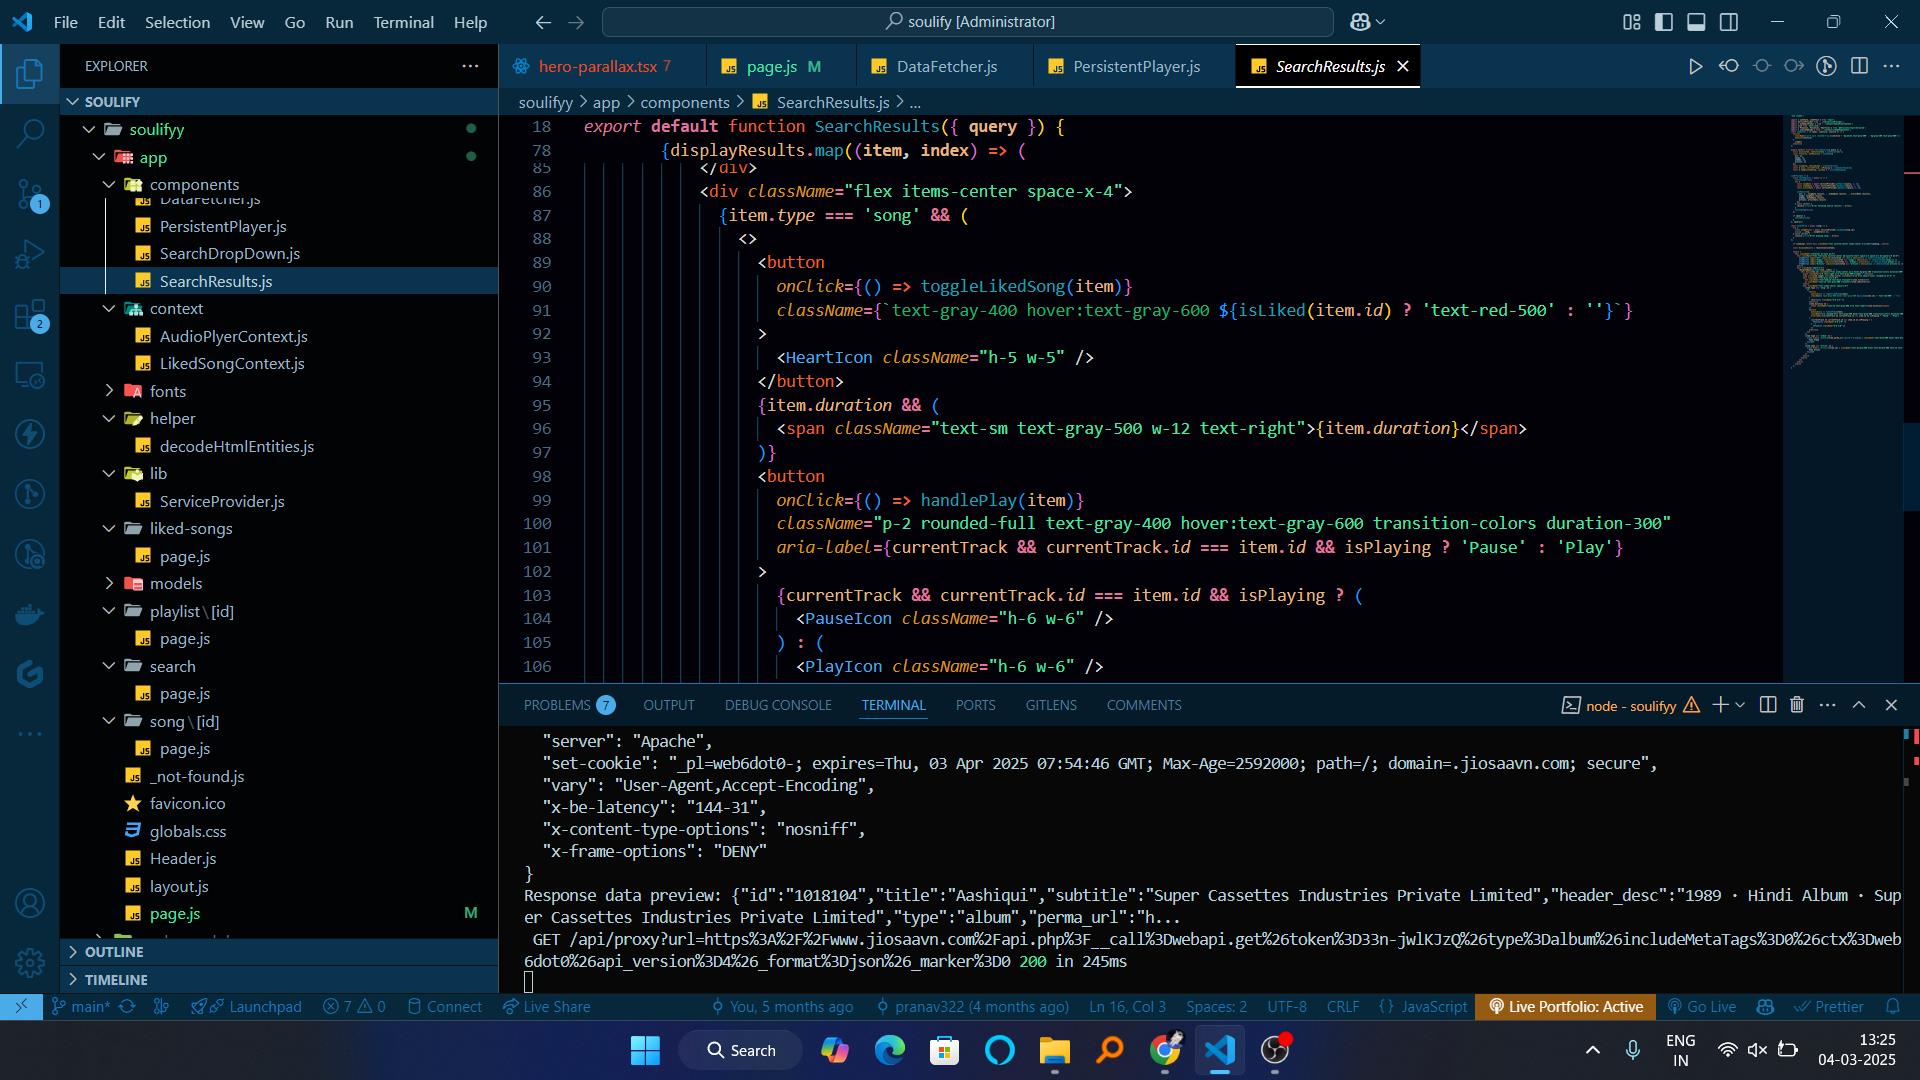 File Edit Selection View Go Run Terminal Help
soulify [Administrator]
EXPLORER
SOULIFY
soulifyy
app
components
DataFetcher.js
PersistentPlayer.js
SearchDropDown.js
SearchResults.js
context
AudioPlyerContext.js
LikedSongContext.js
fonts
helper
decodeHtmlEntities.js
lib
ServiceProvider.js
liked-songs
page.js
models
playlist\[id]
page.js
search
page.js
song\[id]
page.js
_not-found.js
favicon.ico
globals.css
Header.js
layout.js
page.js M
OUTLINE
TIMELINE
1
2
hero-parallax.tsx 7 page.js M DataFetcher.js PersistentPlayer.js SearchResults.js
soulifyy > app > components > SearchResults.js > ...
18 export default function SearchResults({ query }) {
78 {displayResults.map((item, index) => (
85 </div>
86 <div className="flex items-center space-x-4">
87 {item.type === 'song' && (
88 <>
89 <button
90 onClick={() => toggleLikedSong(item)}
91 className={`text-gray-400 hover:text-gray-600 ${isLiked(item.id) ? 'text-red-500' : ''}`}
92 >
93 <HeartIcon className="h-5 w-5" />
94 </button>
95 {item.duration && (
96 <span className="text-sm text-gray-500 w-12 text-right">{item.duration}</span>
97 )}
98 <button
99 onClick={() => handlePlay(item)}
100 className="p-2 rounded-full text-gray-400 hover:text-gray-600 transition-colors duration-300"
101 aria-label={currentTrack && currentTrack.id === item.id && isPlaying ? 'Pause' : 'Play'}
102 >
103 {currentTrack && currentTrack.id === item.id && isPlaying ? (
104 <PauseIcon className="h-6 w-6" />
105 ) : (
106 <PlayIcon className="h-6 w-6" />
PROBLEMS 7 OUTPUT DEBUG CONSOLE TERMINAL PORTS GITLENS COMMENTS
node - soulifyy
"server": "Apache",
"set-cookie": "_pl=web6dot0-; expires=Thu, 03 Apr 2025 07:54:46 GMT; Max-Age=2592000; path=/; domain=.jiosaavn.com; secure",
"vary": "User-Agent,Accept-Encoding",
"x-be-latency": "144-31",
"x-content-type-options": "nosniff",
"x-frame-options": "DENY"
}
Response data preview: {"id":"1018104","title":"Aashiqui","subtitle":"Super Cassettes Industries Private Limited","header_desc":"1989 · Hindi Album · Sup
er Cassettes Industries Private Limited","type":"album","perma_url":"h...
GET /api/proxy?url=https%3A%2F%2Fwww.jiosaavn.com%2Fapi.php%3F__call%3Dwebapi.get%26token%3D33n-jwlKJzQ%26type%3Dalbum%26includeMetaTags%3D0%26ctx%3Dweb
6dot0%26api_version%3D4%26_format%3Djson%26_marker%3D0 200 in 245ms
main* Launchpad 7 0 Connect Live Share You, 5 months ago pranav322 (4 months ago) Ln 16, Col 3 Spaces: 2 UTF-8 CRLF {} JavaScript Live Portfolio: Active Go Live Prettier
Search
ENG
IN
13:25
04-03-2025